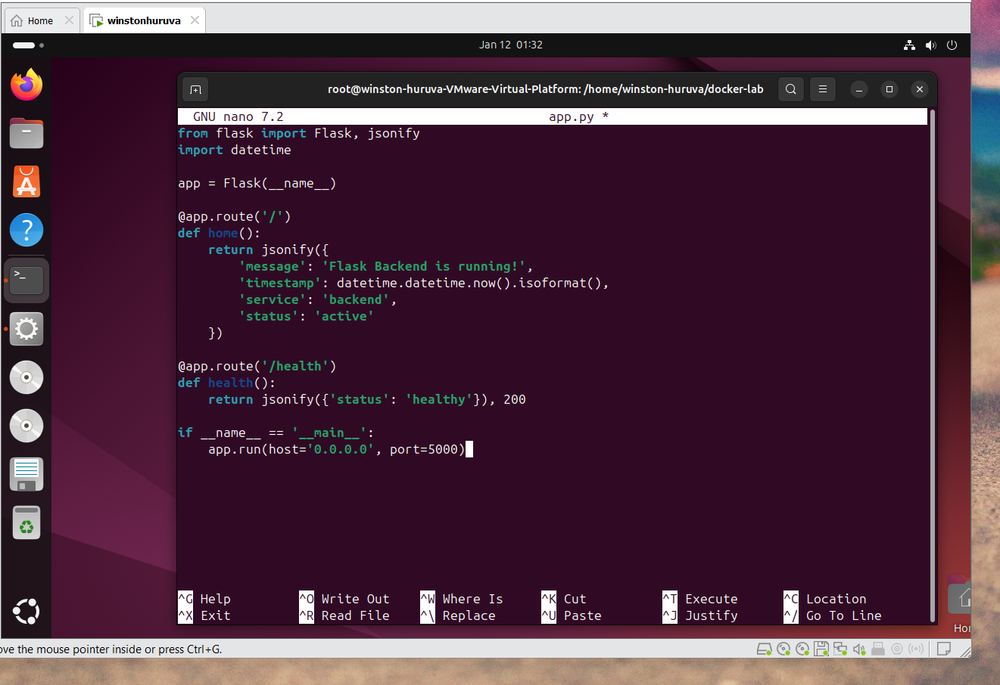 Home
winstonhuruva
Jan 12 01:32
root@winston-huruva-VMware-Virtual-Platform: /home/winston-huruva/docker-lab
GNU nano 7.2 app.py *
from flask import Flask, jsonify
import datetime

app = Flask(__name__)

@app.route('/')
def home():
    return jsonify({
        'message': 'Flask Backend is running!',
        'timestamp': datetime.datetime.now().isoformat(),
        'service': 'backend',
        'status': 'active'
    })

@app.route('/health')
def health():
    return jsonify({'status': 'healthy'}), 200

if __name__ == '__main__':
    app.run(host='0.0.0.0', port=5000)
^G Help ^O Write Out ^W Where Is ^K Cut ^T Execute ^C Location
^X Exit ^R Read File ^\ Replace ^U Paste ^J Justify ^/ Go To Line
Hor
ove the mouse pointer inside or press Ctrl+G.